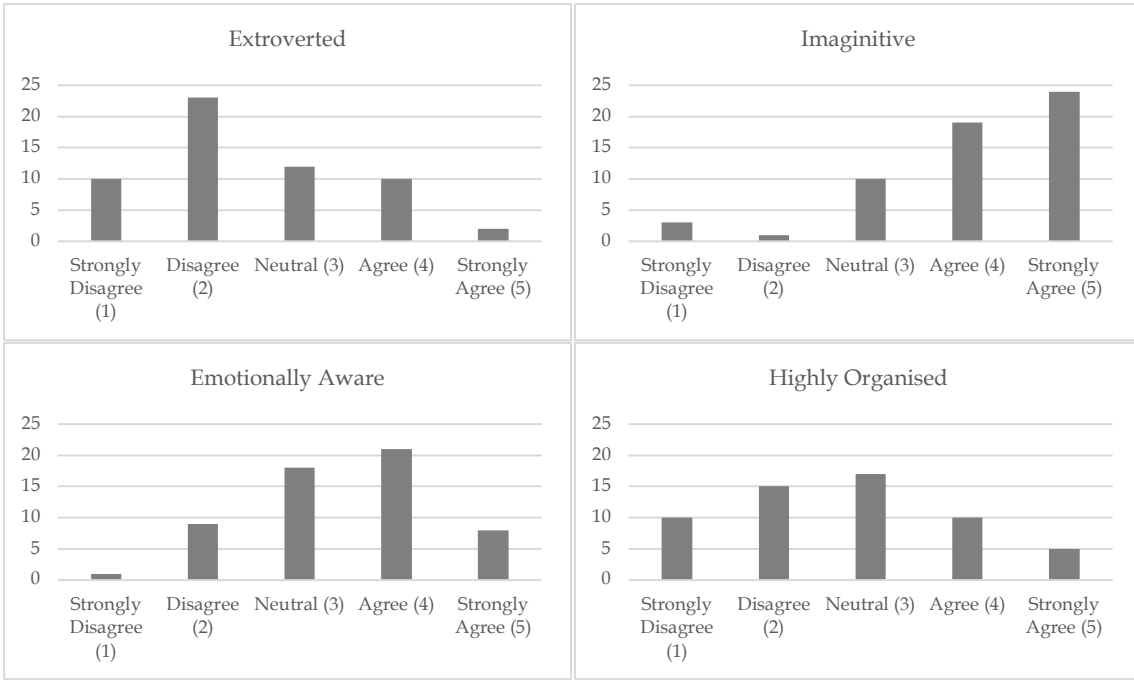 Extroverted
25
20
15
10
5
0
Strongly Disagree (1)
Disagree (2)
Neutral (3)
Agree (4)
Strongly Agree (5)
Imaginitive
25
20
15
10
5
0
Strongly Disagree (1)
Disagree (2)
Neutral (3)
Agree (4)
Strongly Agree (5)
Emotionally Aware
25
20
15
10
5
0
Strongly Disagree (1)
Disagree (2)
Neutral (3)
Agree (4)
Strongly Agree (5)
Highly Organised
25
20
15
10
5
0
Strongly Disagree (1)
Disagree (2)
Neutral (3)
Agree (4)
Strongly Agree (5)